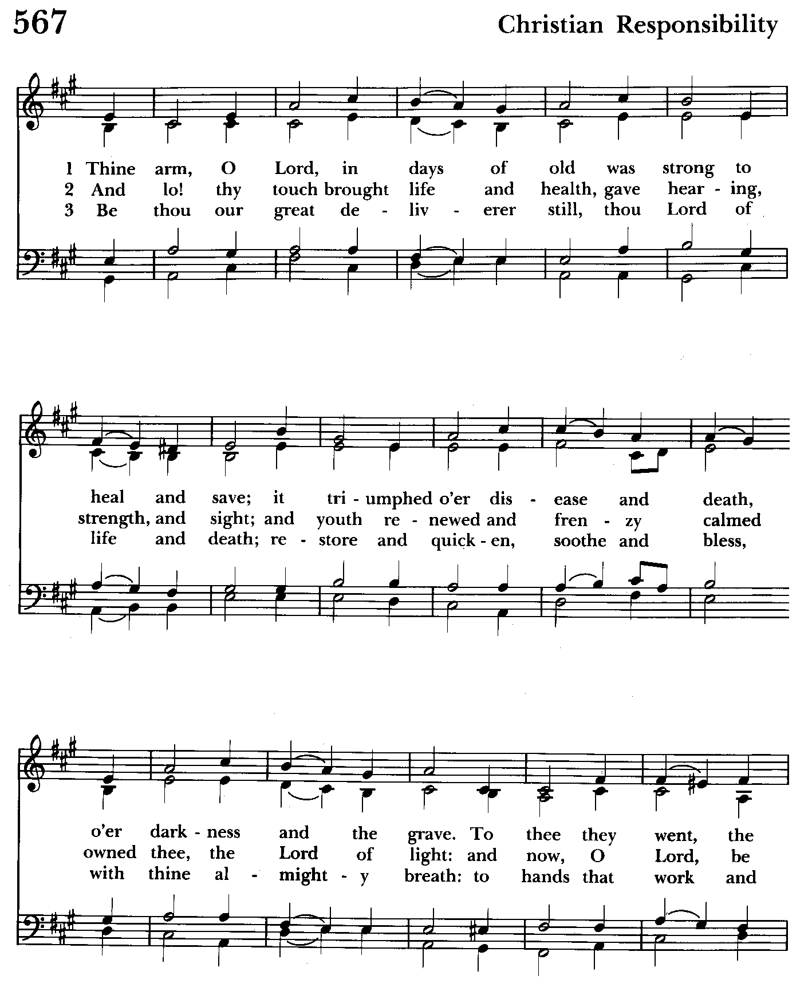 567 Christian Responsibility
1 Thine arm, O Lord, in days of old was strong to
2 And lo! thy touch brought life and health, gave hear - ing,
3 Be thou our great de - liv - erer still, thou Lord of
heal and save; it tri - umphed o'er dis - ease and death,
strength, and sight; and youth re - newed and fren - zy calmed
life and death; re - store and quick - en, soothe and bless,
o'er dark - ness and the grave. To thee they went, the
owned thee, the Lord of light: and now, O Lord, be
with thine al - might - y breath: to hands that work and